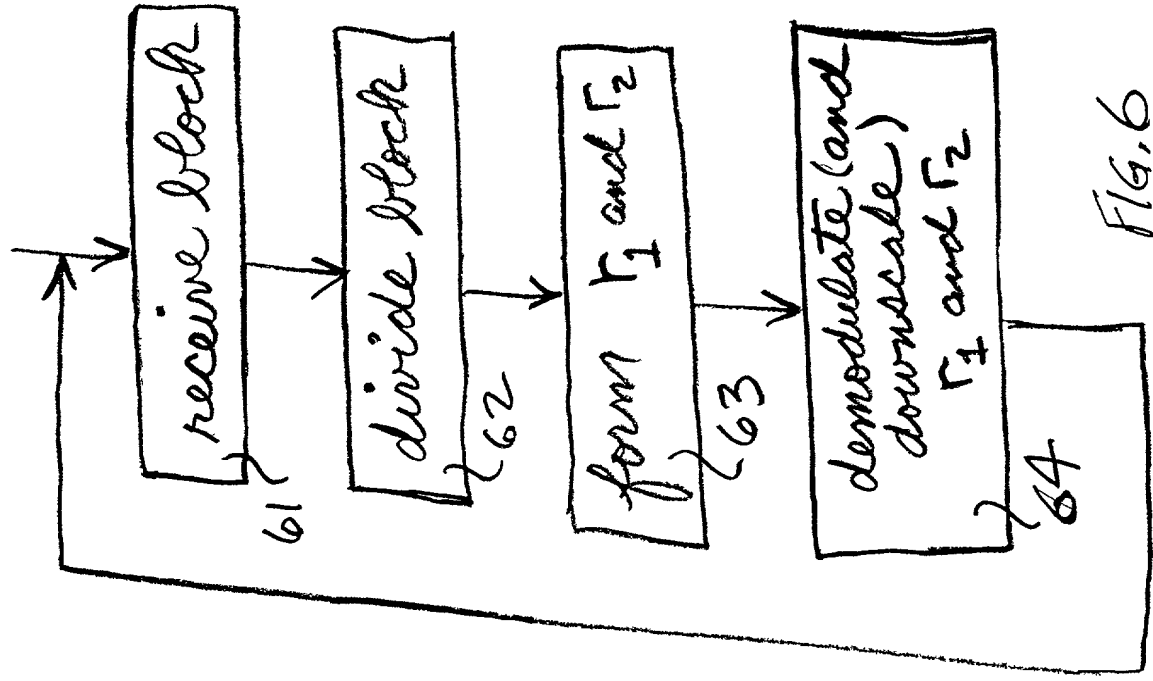 receive block
61
divide block
62
form r₁ and r₂
63
demodulate (and
downscale)
r₁ and r₂
64
FIG. 6